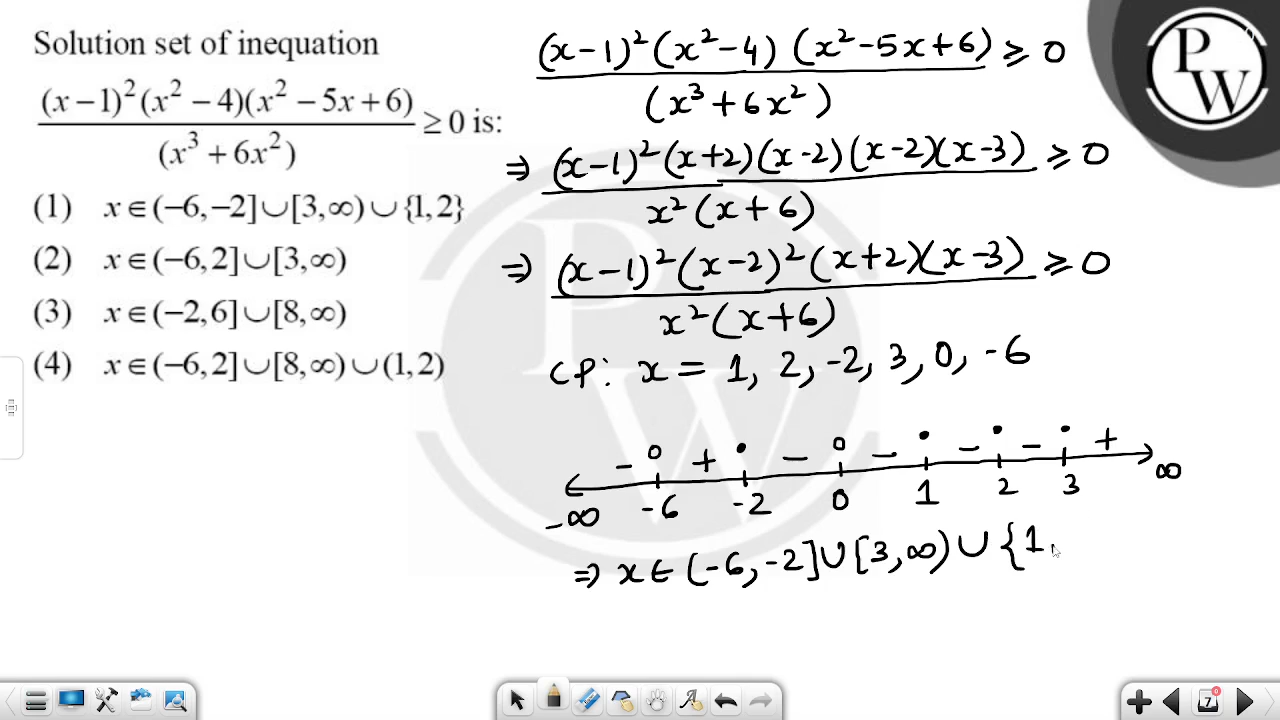 Solution set of inequation
(x−1)²(x²−4)(x²−5x+6)
(x³+6x²)
≥0 is:
(1) x∈(−6,−2]∪[3,∞)∪{1,2}
(2) x∈(−6,2]∪[3,∞)
(3) x∈(−2,6]∪[8,∞)
(4) x∈(−6,2]∪[8,∞)∪(1,2)
(x−1)²(x²−4)(x²−5x+6) ≥ 0
(x³+6x²)
⇒ (x−1)²(x+2)(x−2)(x−2)(x−3) ≥ 0
x²(x+6)
⇒ (x−1)²(x−2)²(x+2)(x−3) ≥ 0
x²(x+6)
CP: x = 1, 2, -2, 3, 0, -6
− + − − − − +
-∞ -6 -2 0 1 2 3 ∞
⇒ x∈(-6,-2]∪[3,∞)∪{1,
PW
7